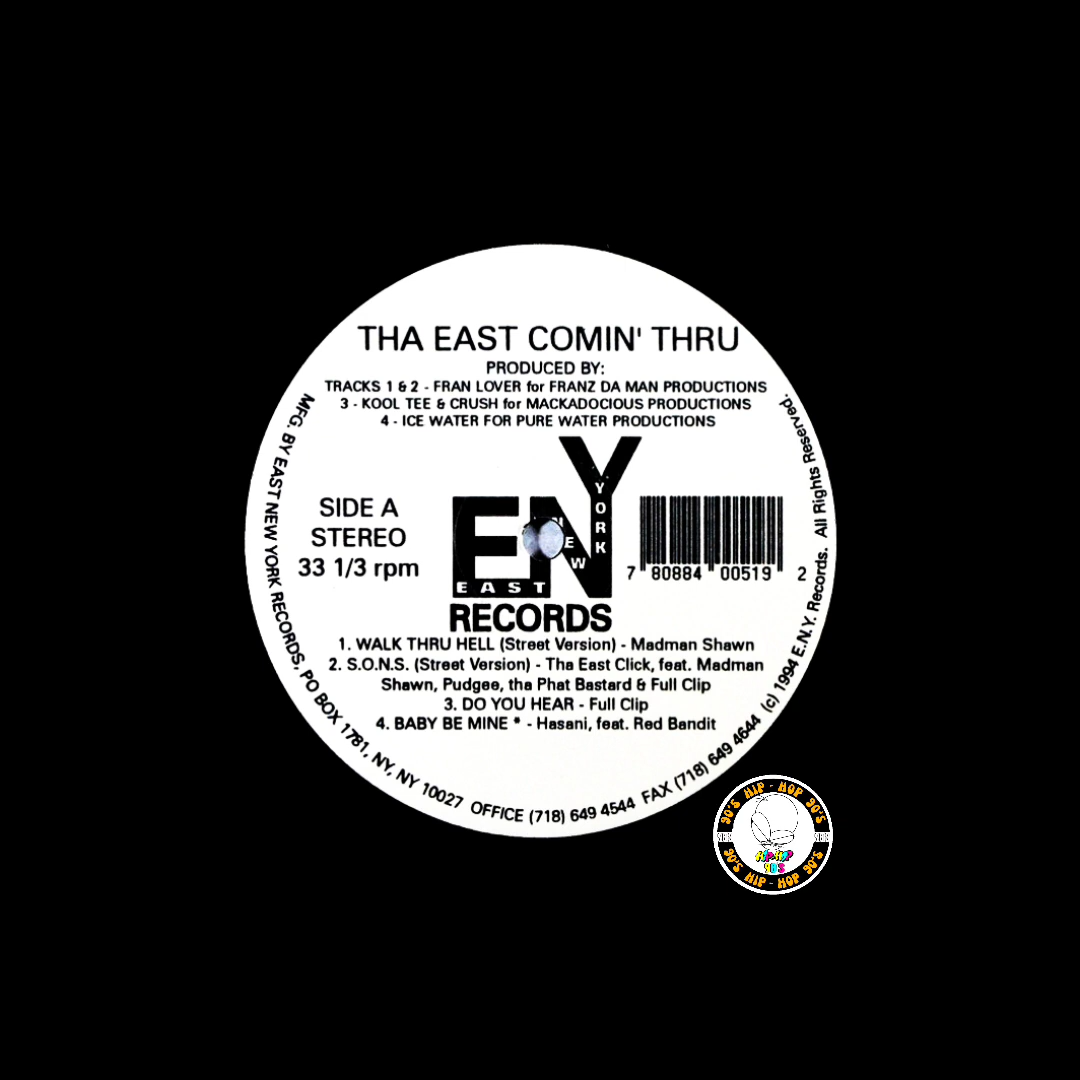 THA EAST COMIN' THRU
PRODUCED BY:
TRACKS 1 & 2 - FRAN LOVER for FRANZ DA MAN PRODUCTIONS
3 - KOOL TEE & CRUSH for MACKADOCIOUS PRODUCTIONS
4 - ICE WATER FOR PURE WATER PRODUCTIONS
SIDE A
STEREO
33 1/3 rpm
ENY
EAST
NEW
YORK
RECORDS
7 80884 00519 2
1. WALK THRU HELL (Street Version) - Madman Shawn
2. S.O.N.S. (Street Version) - Tha East Click, feat. Madman
Shawn, Pudgee, tha Phat Bastard & Full Clip
3. DO YOU HEAR - Full Clip
4. BABY BE MINE * - Hasani, feat. Red Bandit
MFG. BY EAST NEW YORK RECORDS, PO BOX 1781, NY, NY 10027 OFFICE (718) 649 4544 FAX (718) 649 4644 (c) 1994 E.N.Y. Records. All Rights Reserved.
90'S HIP - HOP 90'S
HIP-HOP
90'S
90'S HIP - HOP 90'S